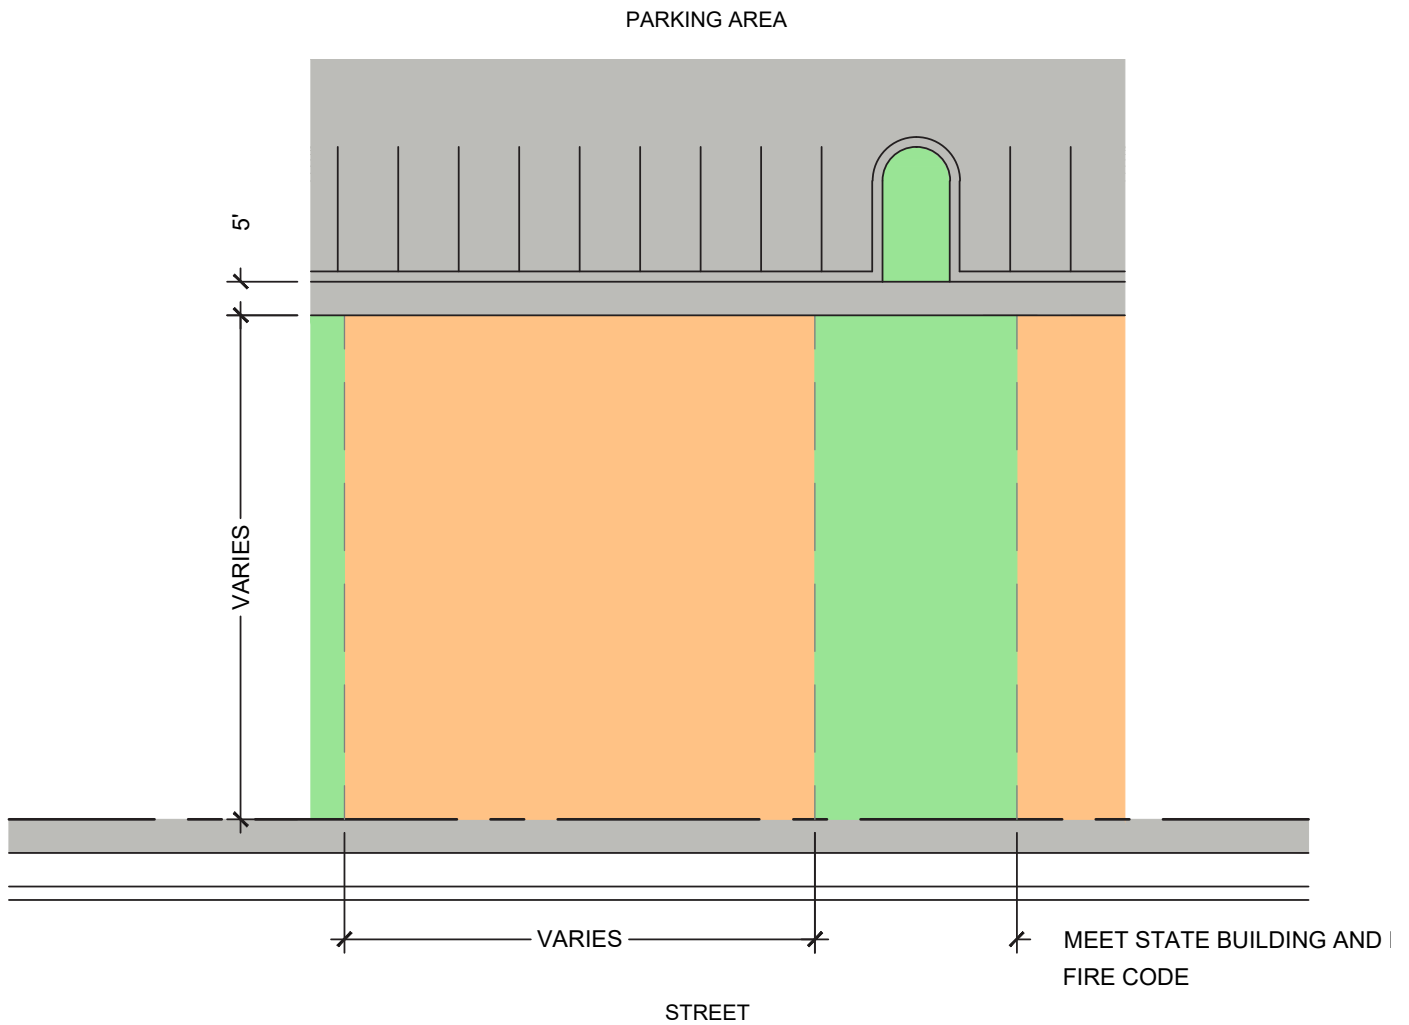 PARKING AREA
5'
VARIES
VARIES
MEET STATE BUILDING AND
FIRE CODE
STREET